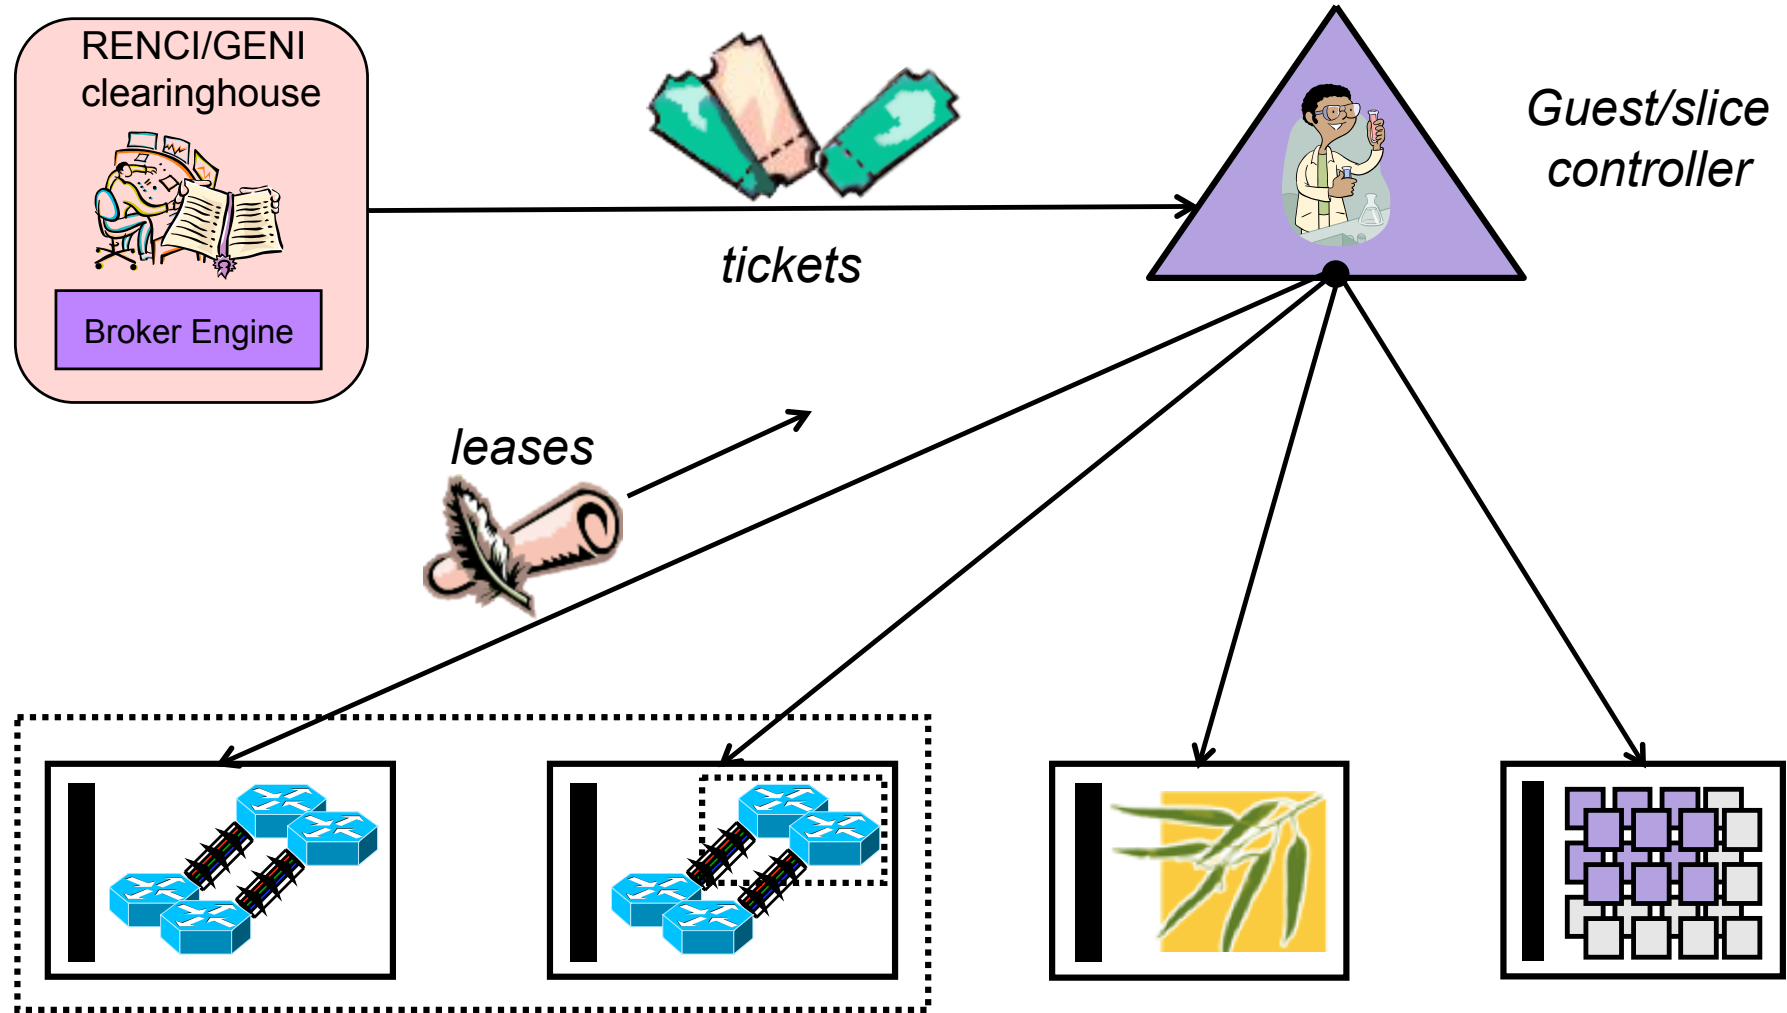 RENCI/GENI
clearinghouse
Broker Engine
tickets
Guest/slice
controller
leases